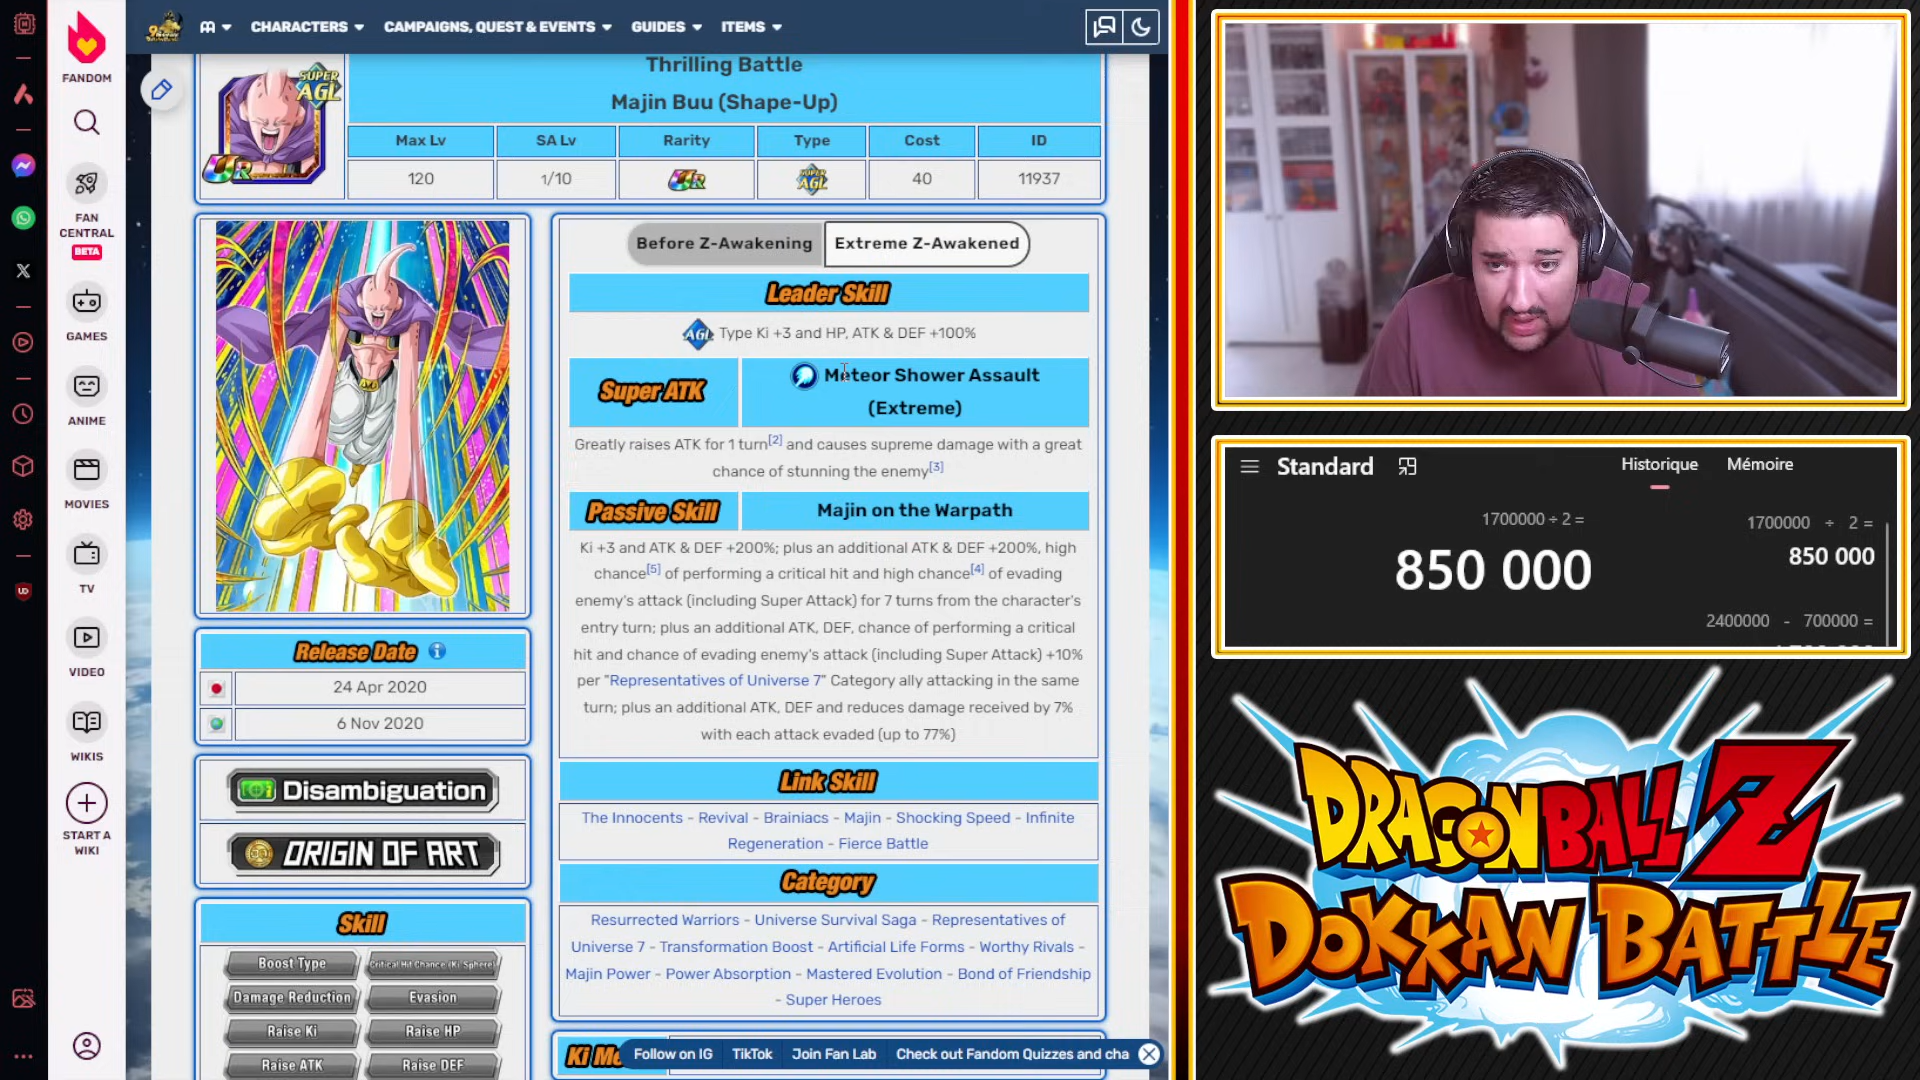 FANDOM
FAN CENTRAL
BETA
GAMES
ANIME
MOVIES
TV
VIDEO
WIKIS
START A WIKI
CHARACTERS
CAMPAIGNS, QUEST & EVENTS
GUIDES
ITEMS
Thrilling Battle
Majin Buu (Shape-Up)
Max Lv SA Lv Rarity Type Cost ID
120 1/10 UR SUPER AGL 40 11937
SUPER AGL
UR
Before Z-Awakening Extreme Z-Awakened
Leader Skill
AGL Type Ki +3 and HP, ATK & DEF +100%
Super ATK
Meteor Shower Assault
(Extreme)
Greatly raises ATK for 1 turn[2] and causes supreme damage with a great
chance of stunning the enemy[3]
Passive Skill
Majin on the Warpath
Ki +3 and ATK & DEF +200%; plus an additional ATK & DEF +200%, high
chance[5] of performing a critical hit and high chance[4] of evading
enemy's attack (including Super Attack) for 7 turns from the character's
entry turn; plus an additional ATK, DEF, chance of performing a critical
hit and chance of evading enemy's attack (including Super Attack) +10%
per "Representatives of Universe 7" Category ally attacking in the same
turn; plus an additional ATK, DEF and reduces damage received by 7%
with each attack evaded (up to 77%)
Link Skill
The Innocents - Revival - Brainiacs - Majin - Shocking Speed - Infinite
Regeneration - Fierce Battle
Category
Resurrected Warriors - Universe Survival Saga - Representatives of
Universe 7 - Transformation Boost - Artificial Life Forms - Worthy Rivals -
Majin Power - Power Absorption - Mastered Evolution - Bond of Friendship
- Super Heroes
Release Date
24 Apr 2020
6 Nov 2020
Disambiguation
ORIGIN OF ART
Skill
Boost Type
Critical Hit Chance (Ki Sphere)
Damage Reduction
Evasion
Raise Ki
Raise HP
Raise ATK
Raise DEF
Follow on IG TikTok Join Fan Lab Check out Fandom Quizzes and cha
Standard
Historique Mémoire
1700000 ÷ 2 =
850 000
1700000 ÷ 2 =
850 000
2400000 - 700000 =
DRAGONBALL Z
DOKKAN BATTLE